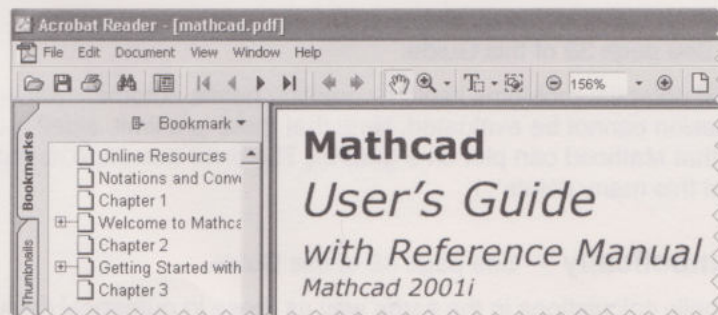 Acrobat Reader - [mathcad.pdf]
File Edit Document View Window Help
156%
Bookmarks
Thumbnails
Bookmark
Online Resources
Notations and Conv
Chapter 1
Welcome to Mathca
Chapter 2
Getting Started with
Chapter 3
Mathcad
User's Guide
with Reference Manual
Mathcad 2001i